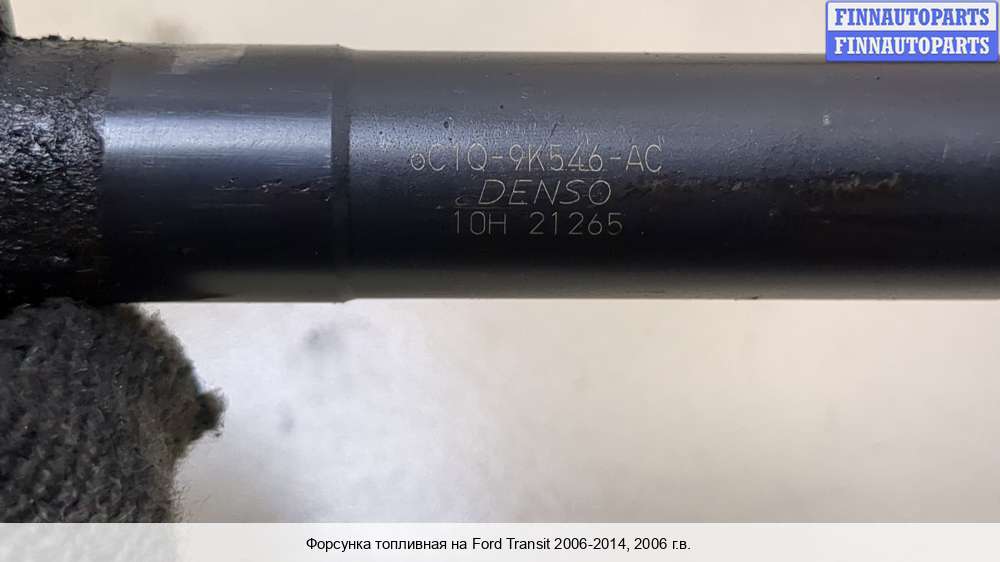 FINNAUTOPARTS
FINNAUTOPARTS
6C1Q-9K546-AC
DENSO
10H 21265
Форсунка топливная на Ford Transit 2006-2014, 2006 г.в.